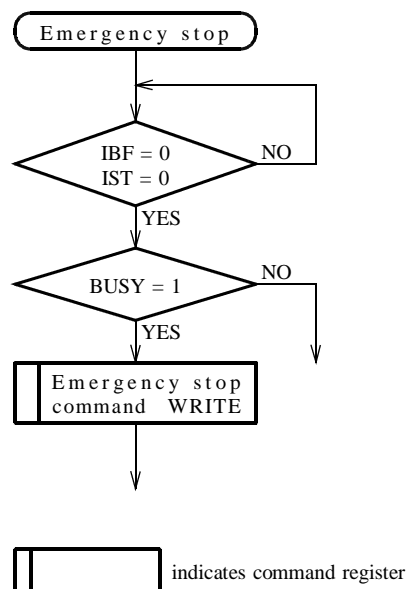 Emergency stop
IBF = 0
IST = 0
NO
YES
BUSY = 1
NO
YES
Emergency stop
command WRITE
indicates command register